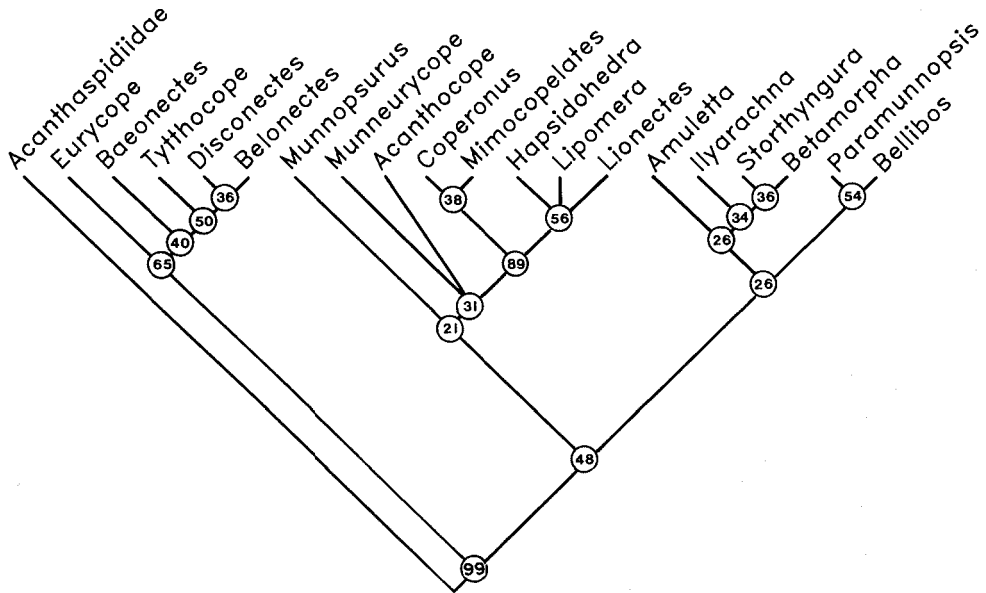 Acanthaspidiidae
Eurycope
Baeonectes
Tytthocope
Disconectes
Belonectes
Munnopsurus
Munneurycope
Acanthocope
Coperonus
Mimocopelates
Hapsidohedra
Lipomera
Lionectes
Amuletta
Ilyarachna
Storthyngura
Betamorpha
Paramunnopsis
Bellibos
36
38
36
54
50
56
34
40
26
65
89
26
31
21
48
99